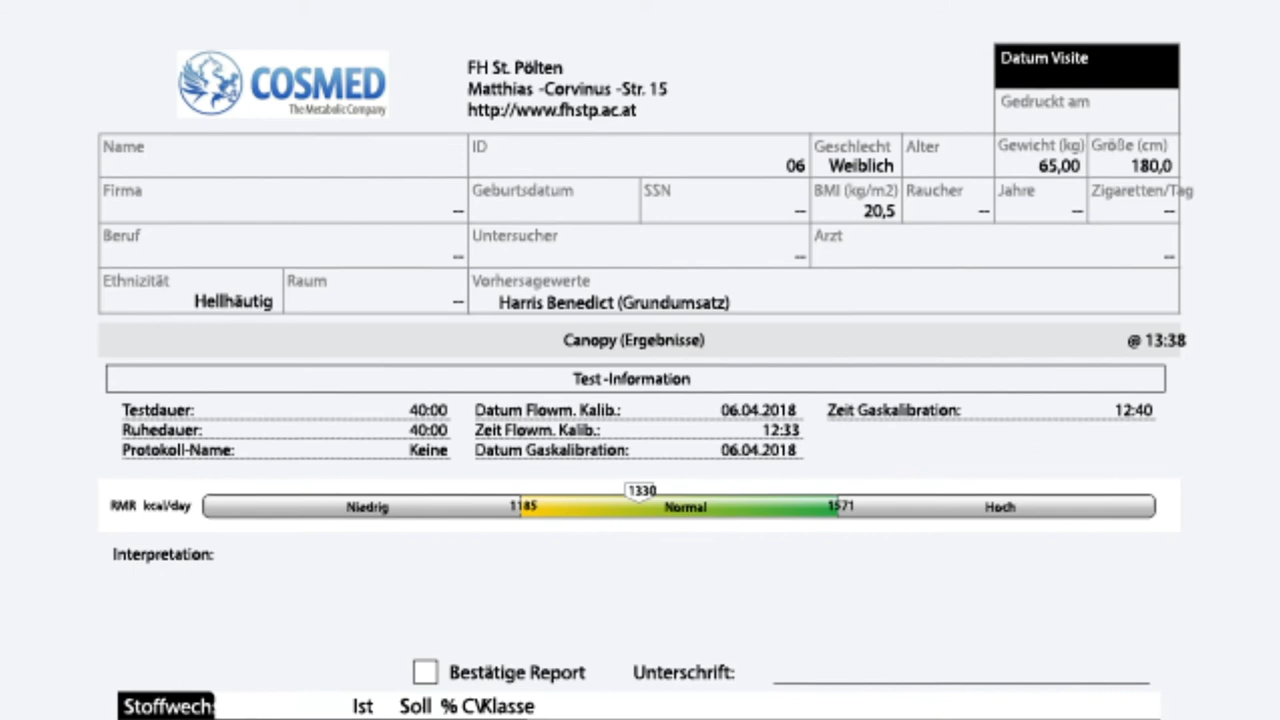 COSMED
The Metabolic Company
FH St. Pölten
Matthias -Corvinus -Str. 15
http://www.fhstp.ac.at
Datum Visite
Gedruckt am
Name
ID
06
Geschlecht
Weiblich
Alter
Gewicht (kg)
65,00
Größe (cm)
180,0
Firma
--
Geburtsdatum
SSN
--
BMI (kg/m2)
20,5
Raucher
--
Jahre
--
Zigaretten/Tag
--
Beruf
--
Untersucher
--
Arzt
--
Ethnizität
Hellhäutig
Raum
--
Vorhersagewerte
Harris Benedict (Grundumsatz)
Canopy (Ergebnisse) @ 13:38
Test-Information
Testdauer: 40:00 Datum Flowm. Kalib.: 06.04.2018 Zeit Gaskalibration: 12:40
Ruhedauer: 40:00 Zeit Flowm. Kalib.: 12:33
Protokoll-Name: Keine Datum Gaskalibration: 06.04.2018
1330
RMR kcal/day Niedrig 1185 Normal 1571 Hoch
Interpretation:
Bestätige Report Unterschrift:
Stoffwechs Ist Soll % CV Klasse